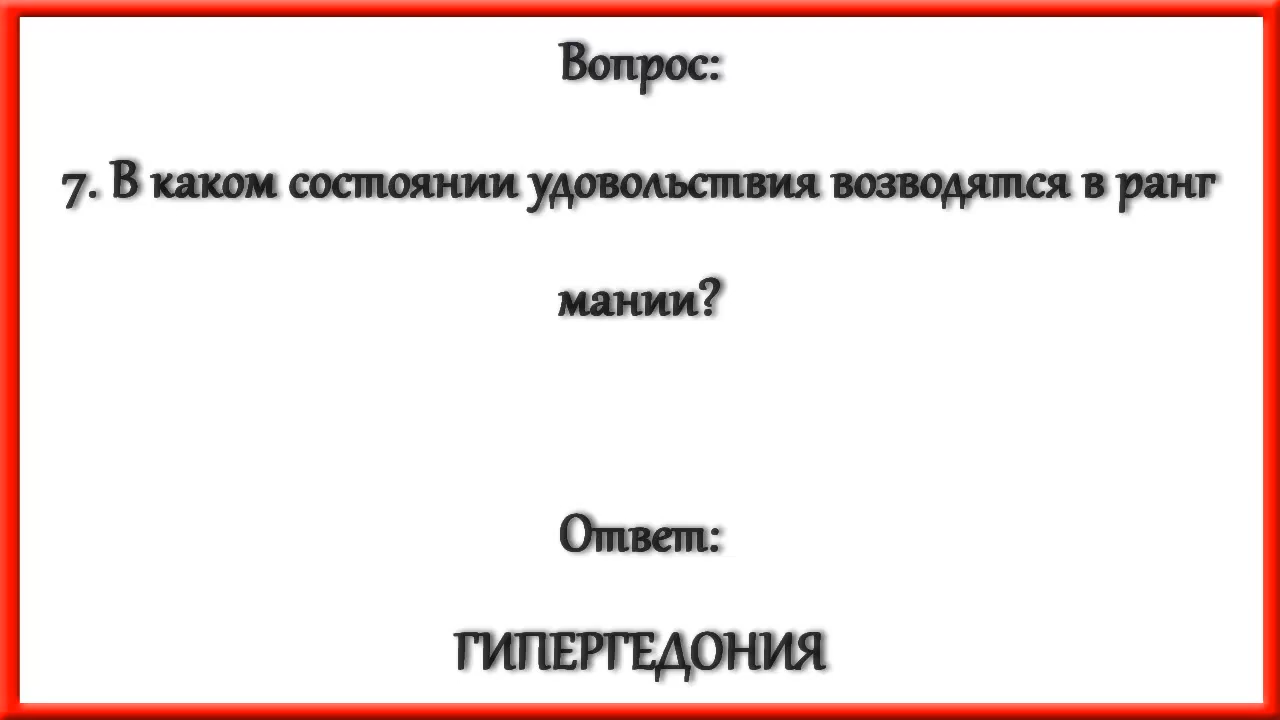 Вопрос:
7. В каком состоянии удовольствия возводятся в ранг
мании?
Ответ:
ГИПЕРГЕДОНИЯ